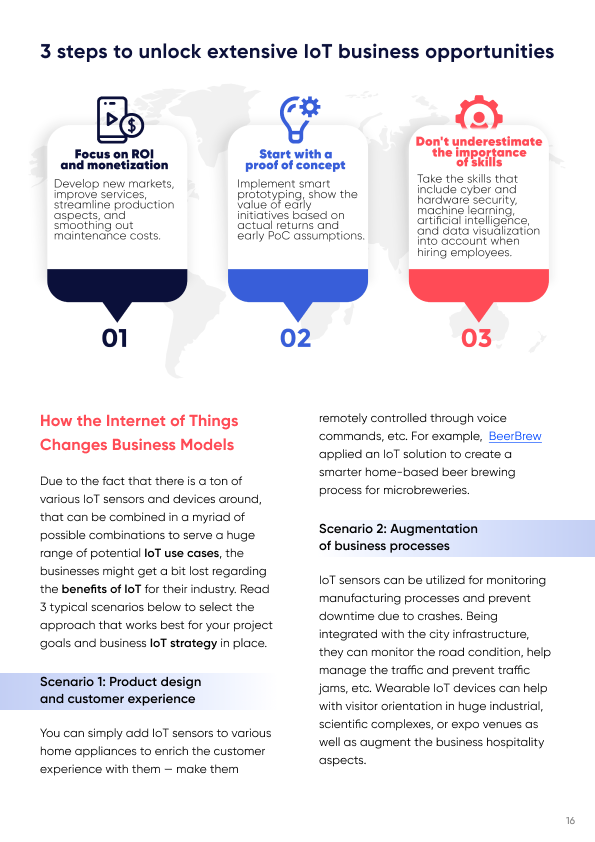 3 steps to unlock extensive IoT business opportunities
$
Focus on ROI
and monetization
Develop new markets,
improve services,
streamline production
aspects, and
smoothing out
maintenance costs.
01
Start with a
proof of concept
Implement smart
prototyping, show the
value of early
initiatives based on
actual returns and
early PoC assumptions.
02
Don't underestimate
the importance
of skills
Take the skills that
include cyber and
hardware security,
machine learning,
artificial intelligence,
and data visualization
into account when
hiring employees.
03
How the Internet of Things
Changes Business Models
Due to the fact that there is a ton of
various IoT sensors and devices around,
that can be combined in a myriad of
possible combinations to serve a huge
range of potential IoT use cases, the
businesses might get a bit lost regarding
the benefits of IoT for their industry. Read
3 typical scenarios below to select the
approach that works best for your project
goals and business IoT strategy in place.
Scenario 1: Product design
and customer experience
You can simply add IoT sensors to various
home appliances to enrich the customer
experience with them — make them
remotely controlled through voice
commands, etc. For example, BeerBrew
applied an IoT solution to create a
smarter home-based beer brewing
process for microbreweries.
Scenario 2: Augmentation
of business processes
IoT sensors can be utilized for monitoring
manufacturing processes and prevent
downtime due to crashes. Being
integrated with the city infrastructure,
they can monitor the road condition, help
manage the traffic and prevent traffic
jams, etc. Wearable IoT devices can help
with visitor orientation in huge industrial,
scientific complexes, or expo venues as
well as augment the business hospitality
aspects.
16